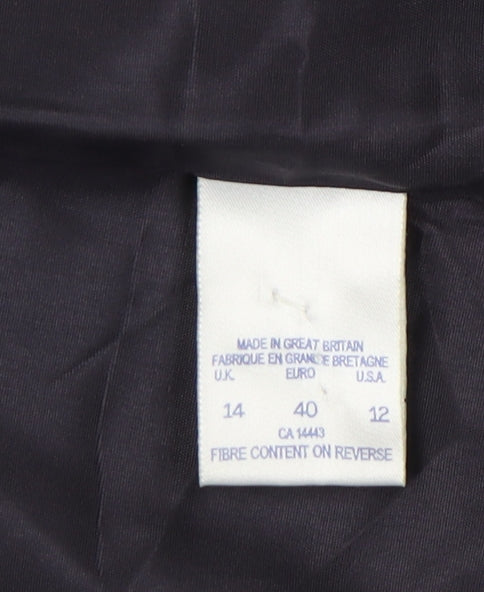 MADE IN GREAT BRITAIN
FABRIQUE EN GRANDE BRETAGNE
U.K. EURO U.S.A.
14 40 12
CA 14443
FIBRE CONTENT ON REVERSE